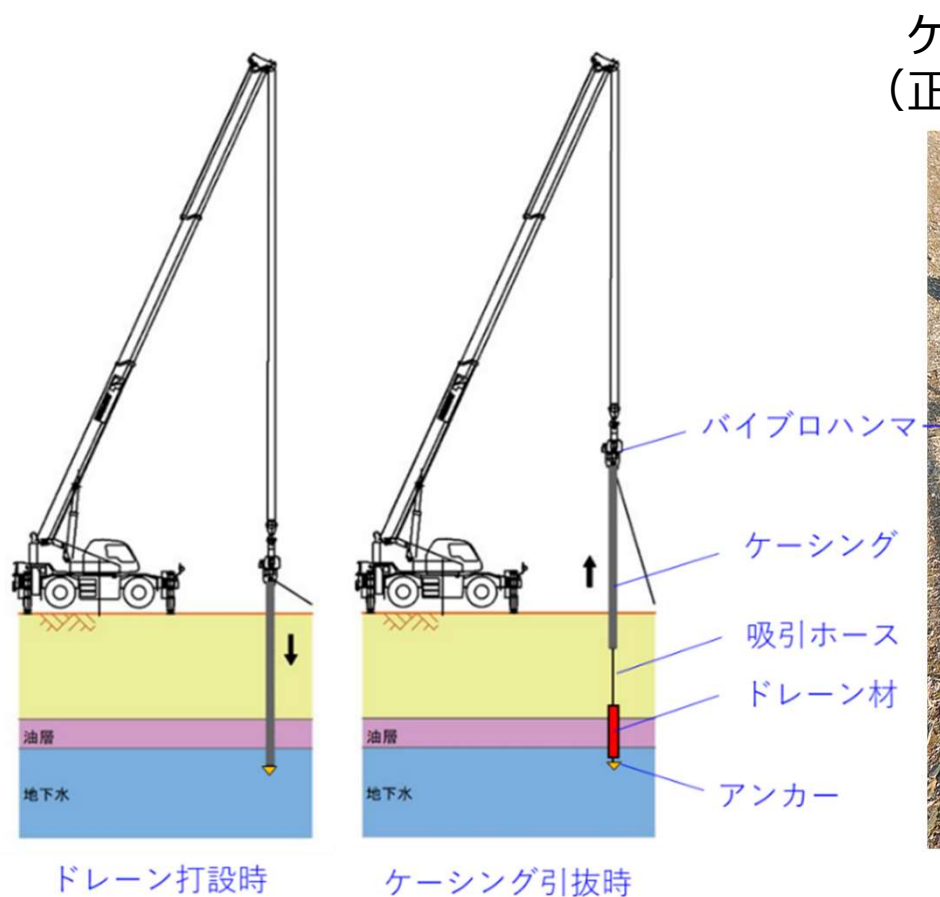 ケ
（正
バイブロハンマー
ケーシング
吸引ホース
ドレーン材
アンカー
油層
地下水
油層
地下水
ドレーン打設時
ケーシング引抜時